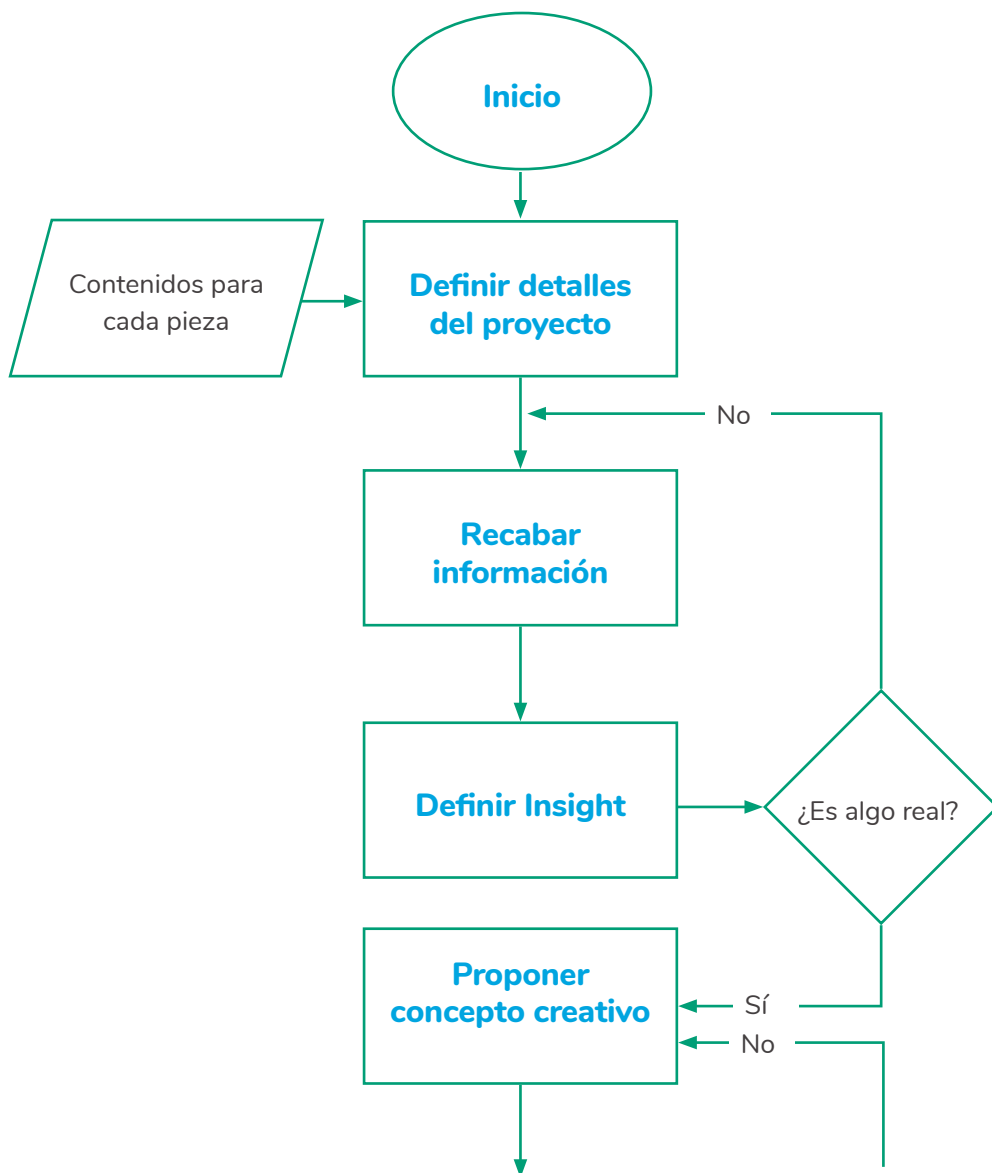 Inicio
Contenidos para
cada pieza
Definir detalles
del proyecto
No
Recabar
información
Definir Insight
¿Es algo real?
Proponer
concepto creativo
Sí
No